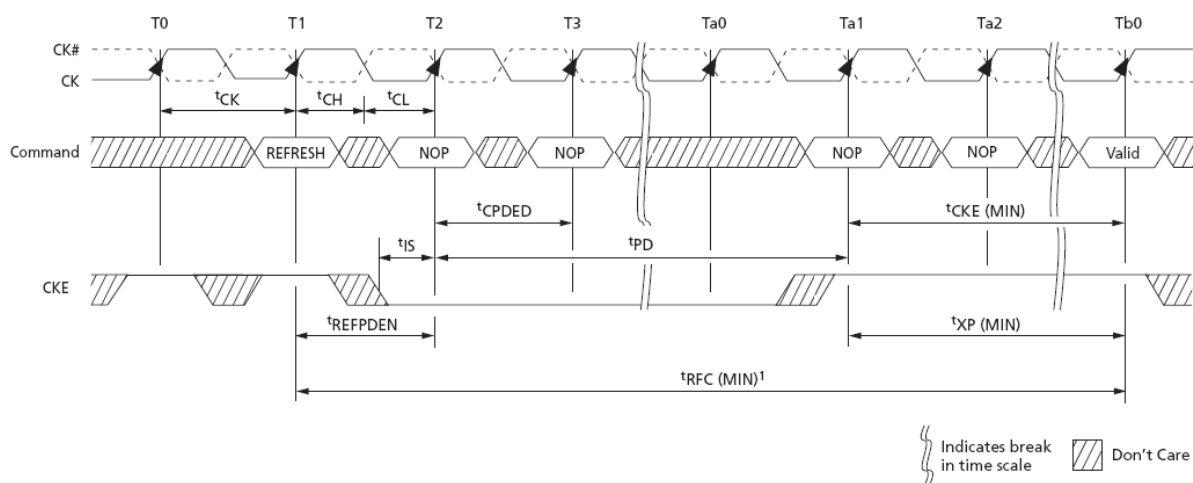 T0 T1 T2 T3 Ta0 Ta1 Ta2 Tb0
CK#
CK
tCK tCH tCL
Command REFRESH NOP NOP NOP NOP Valid
tCPDED tCKE (MIN)
tIS tPD
CKE
tREFPDEN tXP (MIN)
tRFC (MIN)1
Indicates break
in time scale
Don't Care